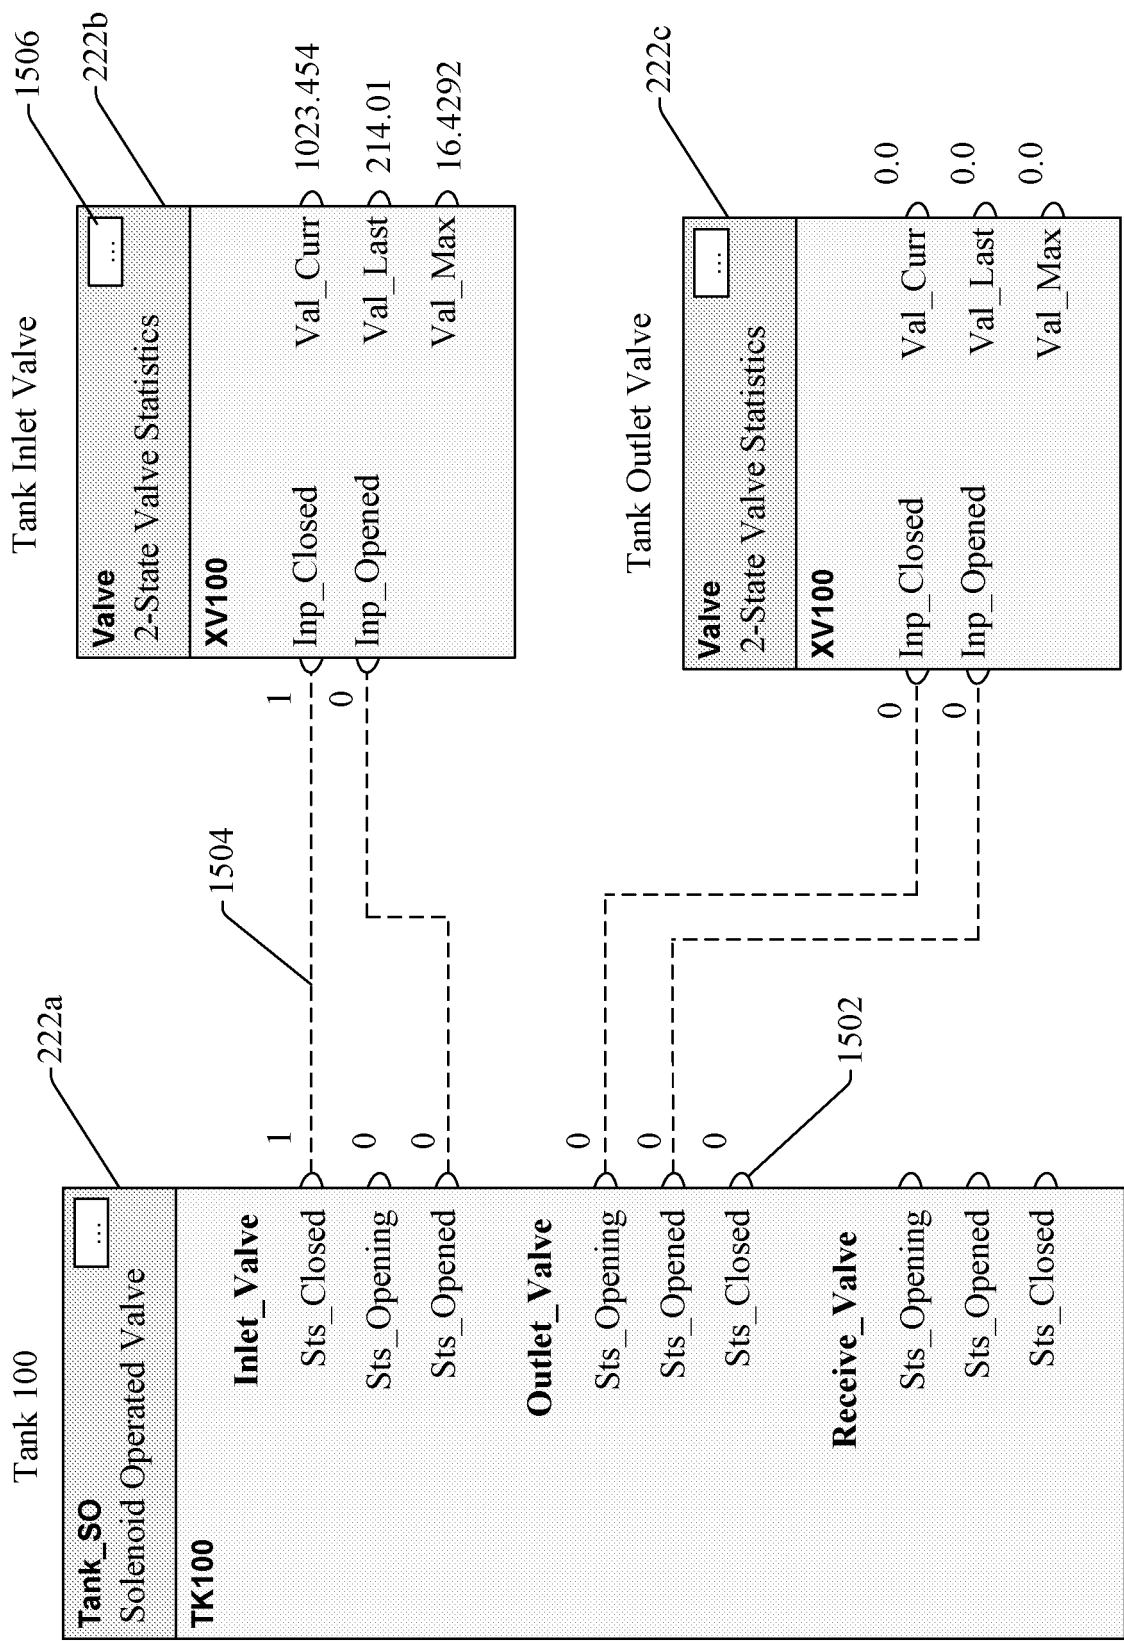 Tank 100
222a
Tank_SO
...
Solenoid Operated Valve
TK100
Inlet_Valve
Sts_Closed
1
Sts_Opening
0
Sts_Opened
0
Outlet_Valve
Sts_Opening
0
Sts_Opened
0
Sts_Closed
0
1502
Receive_Valve
Sts_Opening
Sts_Opened
Sts_Closed
1504
Tank Inlet Valve
1506
222b
Valve
...
2-State Valve Statistics
XV100
1
Inp_Closed
Val_Curr
1023.454
0
Inp_Opened
Val_Last
214.01
Val_Max
16.4292
Tank Outlet Valve
222c
Valve
...
2-State Valve Statistics
XV100
0
Inp_Closed
Val_Curr
0.0
0
Inp_Opened
Val_Last
0.0
Val_Max
0.0